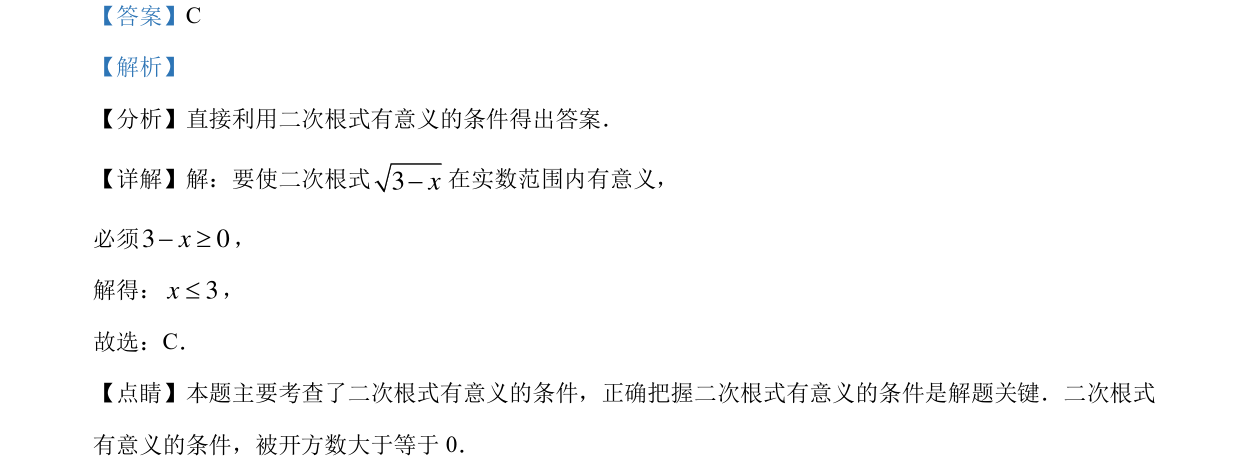 【答案】C
【解析】
【分析】直接利用二次根式有意义的条件得出答案．
【详解】解：要使二次根式√(3−x) 在实数范围内有意义，
必须3−x≥0，
解得：x≤3，
故选：C．
【点睛】本题主要考查了二次根式有意义的条件，正确把握二次根式有意义的条件是解题关键．二次根式
有意义的条件，被开方数大于等于 0．